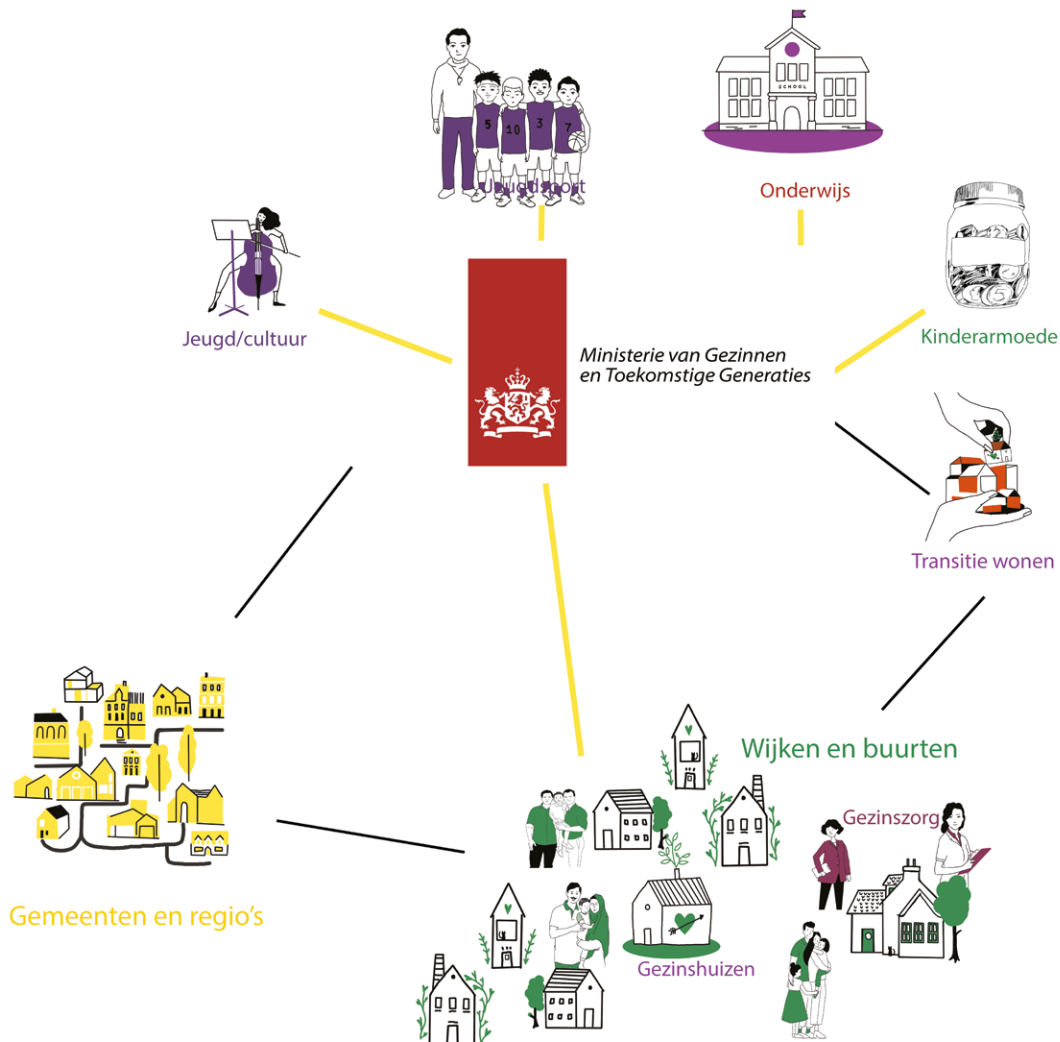 5
10
3
7
Jeugdsport
SCHOOL
Onderwijs
Jeugd/cultuur
Kinderarmoede
Ministerie van Gezinnen
en Toekomstige Generaties
Transitie wonen
Wijken en buurten
Gezinszorg
Gemeenten en regio's
Gezinshuizen